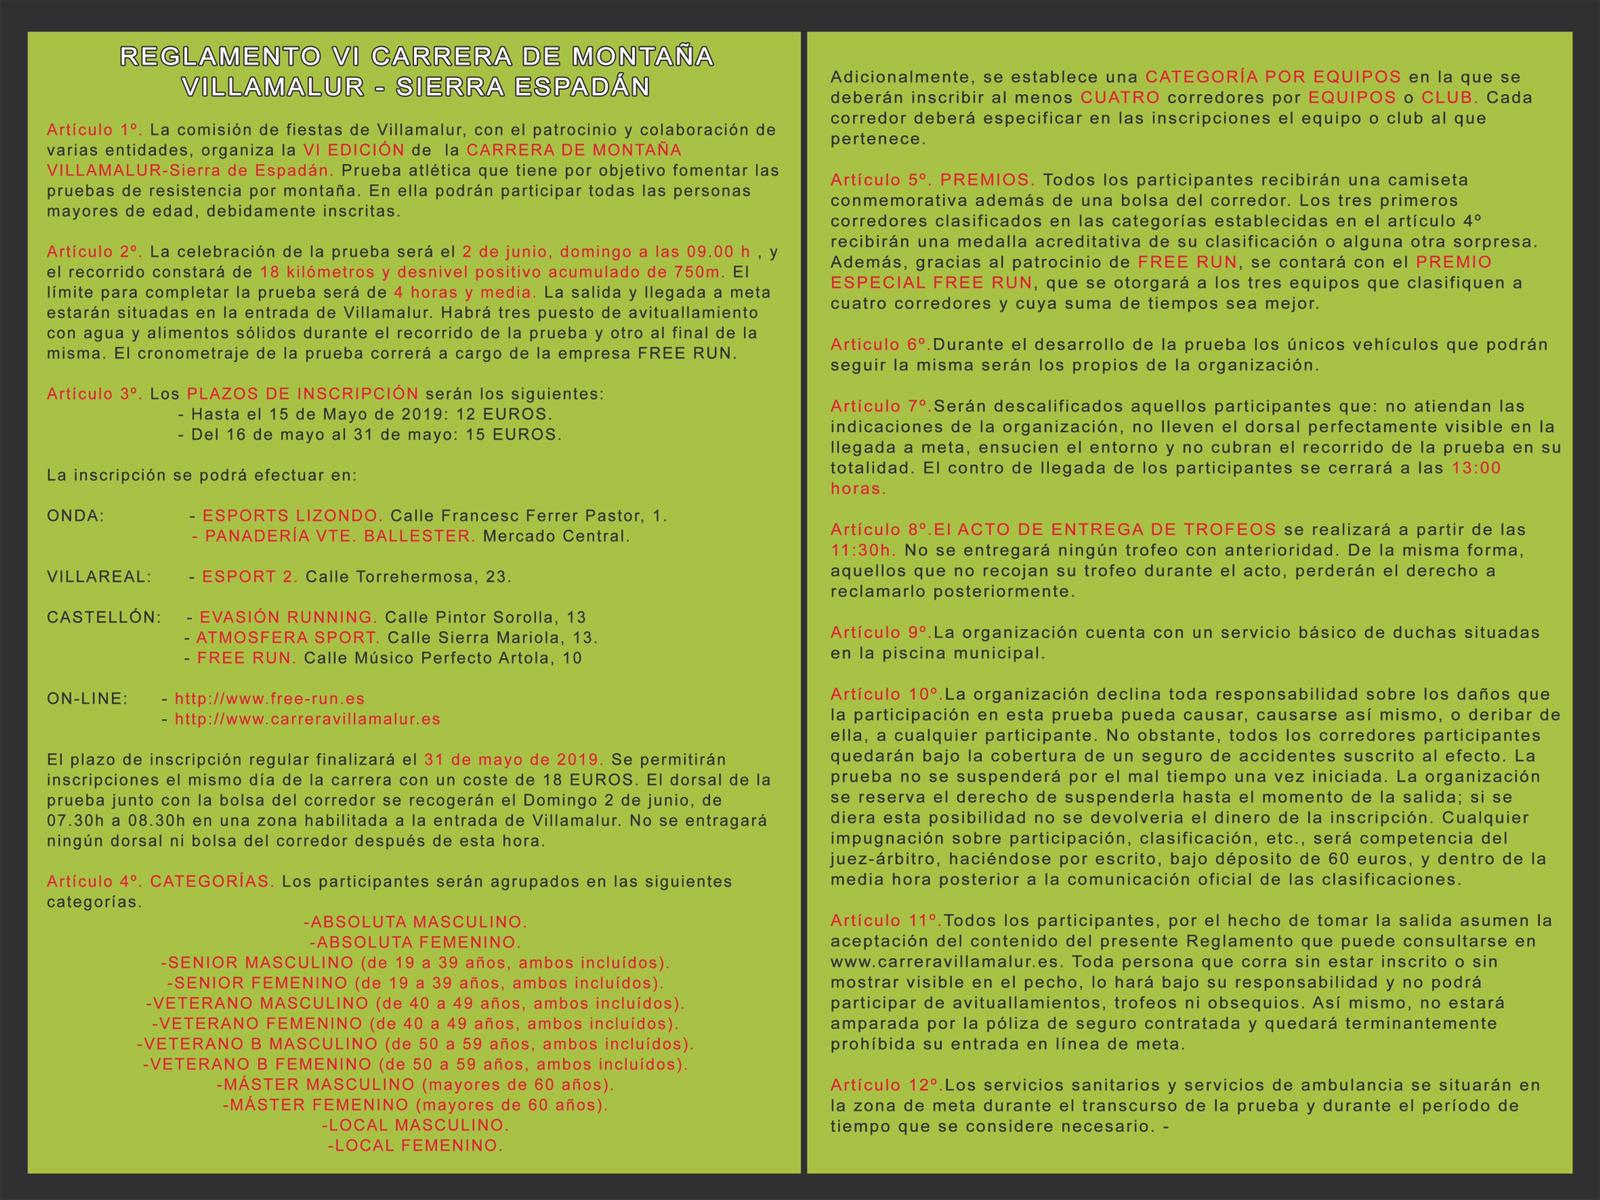 REGLAMENTO VI CARRERA DE MONTAÑA
VILLAMALUR - SIERRA ESPADÁN
Artículo 1º. La comisión de fiestas de Villamalur, con el patrocinio y colaboración de
varias entidades, organiza la VI EDICIÓN de la CARRERA DE MONTAÑA
VILLAMALUR-Sierra de Espadán. Prueba atlética que tiene por objetivo fomentar las
pruebas de resistencia por montaña. En ella podrán participar todas las personas
mayores de edad, debidamente inscritas.
Artículo 2º. La celebración de la prueba será el 2 de junio, domingo a las 09.00 h , y
el recorrido constará de 18 kilómetros y desnivel positivo acumulado de 750m. El
límite para completar la prueba será de 4 horas y media. La salida y llegada a meta
estarán situadas en la entrada de Villamalur. Habrá tres puesto de avituallamiento
con agua y alimentos sólidos durante el recorrido de la prueba y otro al final de la
misma. El cronometraje de la prueba correrá a cargo de la empresa FREE RUN.
Artículo 3º. Los PLAZOS DE INSCRIPCIÓN serán los siguientes:
- Hasta el 15 de Mayo de 2019: 12 EUROS.
- Del 16 de mayo al 31 de mayo: 15 EUROS.
La inscripción se podrá efectuar en:
ONDA: - ESPORTS LIZONDO. Calle Francesc Ferrer Pastor, 1.
- PANADERÍA VTE. BALLESTER. Mercado Central.
VILLAREAL: - ESPORT 2. Calle Torrehermosa, 23.
CASTELLÓN: - EVASIÓN RUNNING. Calle Pintor Sorolla, 13
- ATMOSFERA SPORT. Calle Sierra Mariola, 13.
- FREE RUN. Calle Músico Perfecto Artola, 10
ON-LINE: - http://www.free-run.es
- http://www.carreravillamalur.es
El plazo de inscripción regular finalizará el 31 de mayo de 2019. Se permitirán
inscripciones el mismo día de la carrera con un coste de 18 EUROS. El dorsal de la
prueba junto con la bolsa del corredor se recogerán el Domingo 2 de junio, de
07.30h a 08.30h en una zona habilitada a la entrada de Villamalur. No se entragará
ningún dorsal ni bolsa del corredor después de esta hora.
Artículo 4º. CATEGORÍAS. Los participantes serán agrupados en las siguientes
categorías.
-ABSOLUTA MASCULINO.
-ABSOLUTA FEMENINO.
-SENIOR MASCULINO (de 19 a 39 años, ambos incluídos).
-SENIOR FEMENINO (de 19 a 39 años, ambos incluídos).
-VETERANO MASCULINO (de 40 a 49 años, ambos incluídos).
-VETERANO FEMENINO (de 40 a 49 años, ambos incluídos).
-VETERANO B MASCULINO (de 50 a 59 años, ambos incluídos).
-VETERANO B FEMENINO (de 50 a 59 años, ambos incluídos).
-MÁSTER MASCULINO (mayores de 60 años).
-MÁSTER FEMENINO (mayores de 60 años).
-LOCAL MASCULINO.
-LOCAL FEMENINO.
Adicionalmente, se establece una CATEGORÍA POR EQUIPOS en la que se
deberán inscribir al menos CUATRO corredores por EQUIPOS o CLUB. Cada
corredor deberá especificar en las inscripciones el equipo o club al que
pertenece.
Artículo 5º. PREMIOS. Todos los participantes recibirán una camiseta
conmemorativa además de una bolsa del corredor. Los tres primeros
corredores clasificados en las categorías establecidas en el artículo 4º
recibirán una medalla acreditativa de su clasificación o alguna otra sorpresa.
Además, gracias al patrocinio de FREE RUN, se contará con el PREMIO
ESPECIAL FREE RUN, que se otorgará a los tres equipos que clasifiquen a
cuatro corredores y cuya suma de tiempos sea mejor.
Articulo 6º.Durante el desarrollo de la prueba los únicos vehículos que podrán
seguir la misma serán los propios de la organización.
Artículo 7º.Serán descalificados aquellos participantes que: no atiendan las
indicaciones de la organización, no lleven el dorsal perfectamente visible en la
llegada a meta, ensucien el entorno y no cubran el recorrido de la prueba en su
totalidad. El contro de llegada de los participantes se cerrará a las 13:00
horas.
Artículo 8º.El ACTO DE ENTREGA DE TROFEOS se realizará a partir de las
11:30h. No se entregará ningún trofeo con anterioridad. De la misma forma,
aquellos que no recojan su trofeo durante el acto, perderán el derecho a
reclamarlo posteriormente.
Artículo 9º.La organización cuenta con un servicio básico de duchas situadas
en la piscina municipal.
Artículo 10º.La organización declina toda responsabilidad sobre los daños que
la participación en esta prueba pueda causar, causarse así mismo, o deribar de
ella, a cualquier participante. No obstante, todos los corredores participantes
quedarán bajo la cobertura de un seguro de accidentes suscrito al efecto. La
prueba no se suspenderá por el mal tiempo una vez iniciada. La organización
se reserva el derecho de suspenderla hasta el momento de la salida; si se
diera esta posibilidad no se devolveria el dinero de la inscripción. Cualquier
impugnación sobre participación, clasificación, etc., será competencia del
juez-árbitro, haciéndose por escrito, bajo déposito de 60 euros, y dentro de la
media hora posterior a la comunicación oficial de las clasificaciones.
Artículo 11º.Todos los participantes, por el hecho de tomar la salida asumen la
aceptación del contenido del presente Reglamento que puede consultarse en
www.carreravillamalur.es. Toda persona que corra sin estar inscrito o sin
mostrar visible en el pecho, lo hará bajo su responsabilidad y no podrá
participar de avituallamientos, trofeos ni obsequios. Así mismo, no estará
amparada por la póliza de seguro contratada y quedará terminantemente
prohíbida su entrada en línea de meta.
Artículo 12º.Los servicios sanitarios y servicios de ambulancia se situarán en
la zona de meta durante el transcurso de la prueba y durante el período de
tiempo que se considere necesario. -